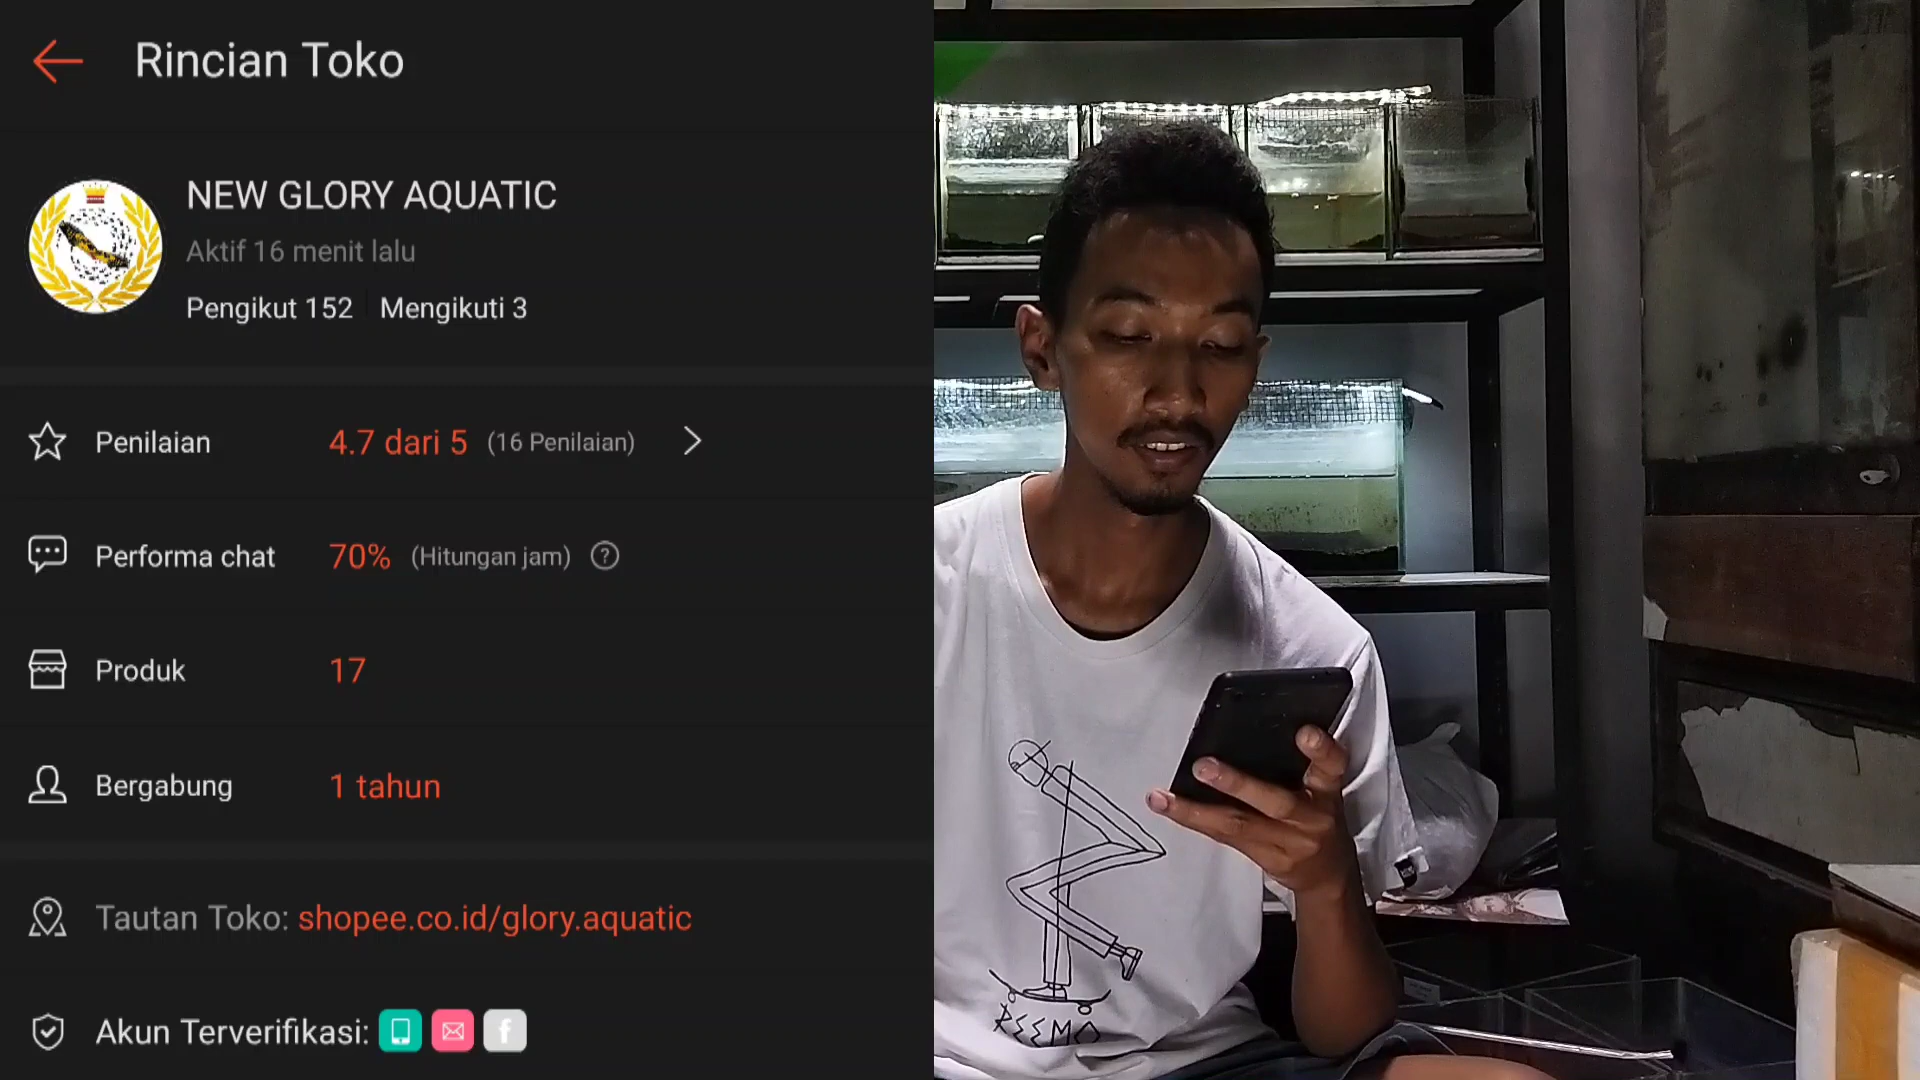 Rincian Toko
NEW GLORY AQUATIC
Aktif 16 menit lalu
Pengikut 152 Mengikuti 3
Penilaian 4.7 dari 5 (16 Penilaian)
Performa chat 70% (Hitungan jam) ?
Produk 17
Bergabung 1 tahun
Tautan Toko: shopee.co.id/glory.aquatic
Akun Terverifikasi: f
REEMO